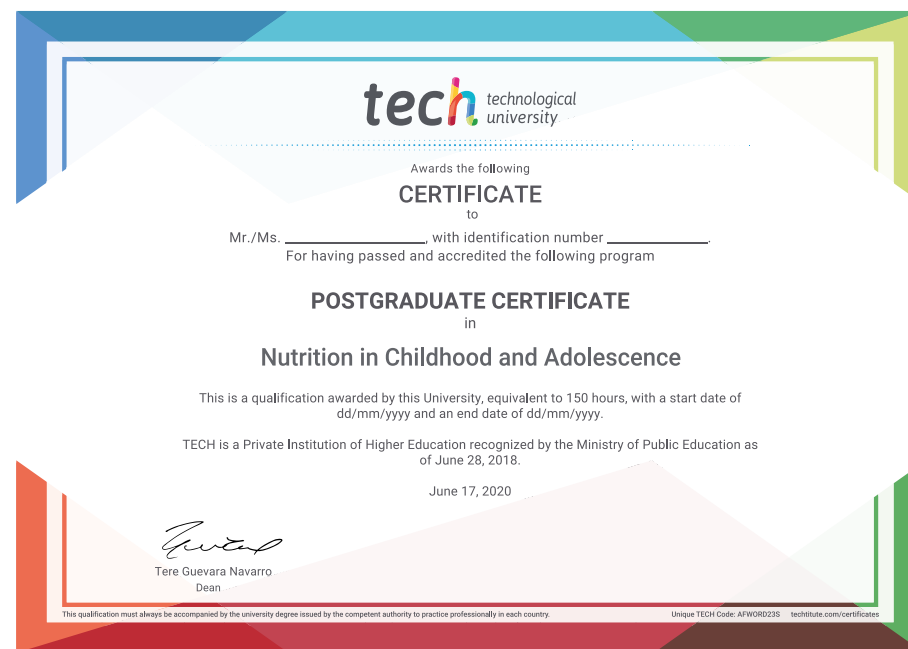 tech technological
university
Awards the following
CERTIFICATE
to
Mr./Ms. ____________________, with identification number ______________.
For having passed and accredited the following program
POSTGRADUATE CERTIFICATE
in
Nutrition in Childhood and Adolescence
This is a qualification awarded by this University, equivalent to 150 hours, with a start date of
dd/mm/yyyy and an end date of dd/mm/yyyy.
TECH is a Private Institution of Higher Education recognized by the Ministry of Public Education as
of June 28, 2018.
June 17, 2020
Tere Guevara Navarro
Dean
This qualification must always be accompanied by the university degree issued by the competent authority to practice professionally in each country. Unique TECH Code: AFWORD23S techtitute.com/certificates